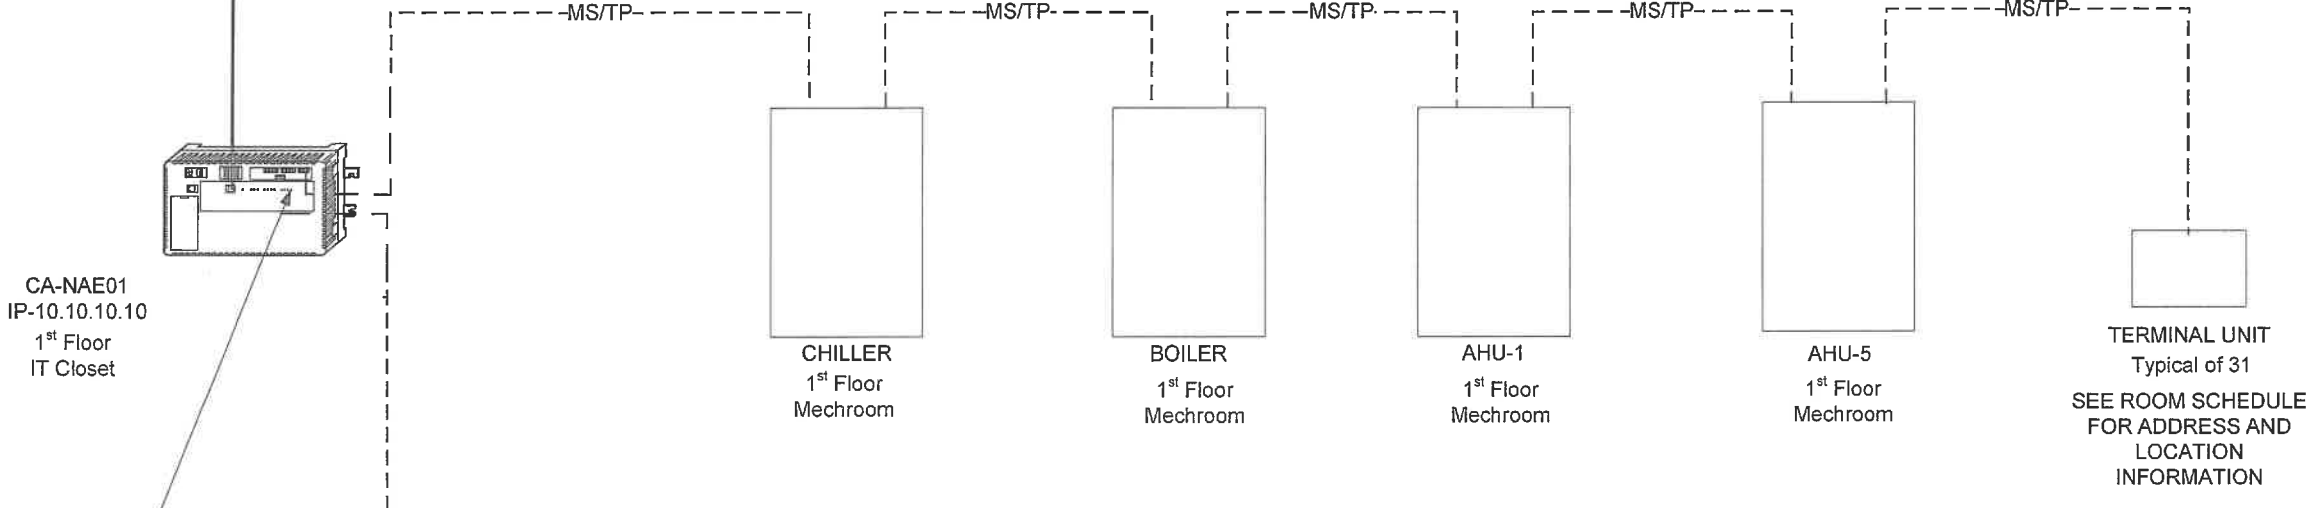 MS/TP
MS/TP
MS/TP
MS/TP
MS/TP
CA-NAE01
IP-10.10.10.10
1st Floor
IT Closet
CHILLER
1st Floor
Mechroom
BOILER
1st Floor
Mechroom
AHU-1
1st Floor
Mechroom
AHU-5
1st Floor
Mechroom
TERMINAL UNIT
Typical of 31
SEE ROOM SCHEDULE
FOR ADDRESS AND
LOCATION
INFORMATION